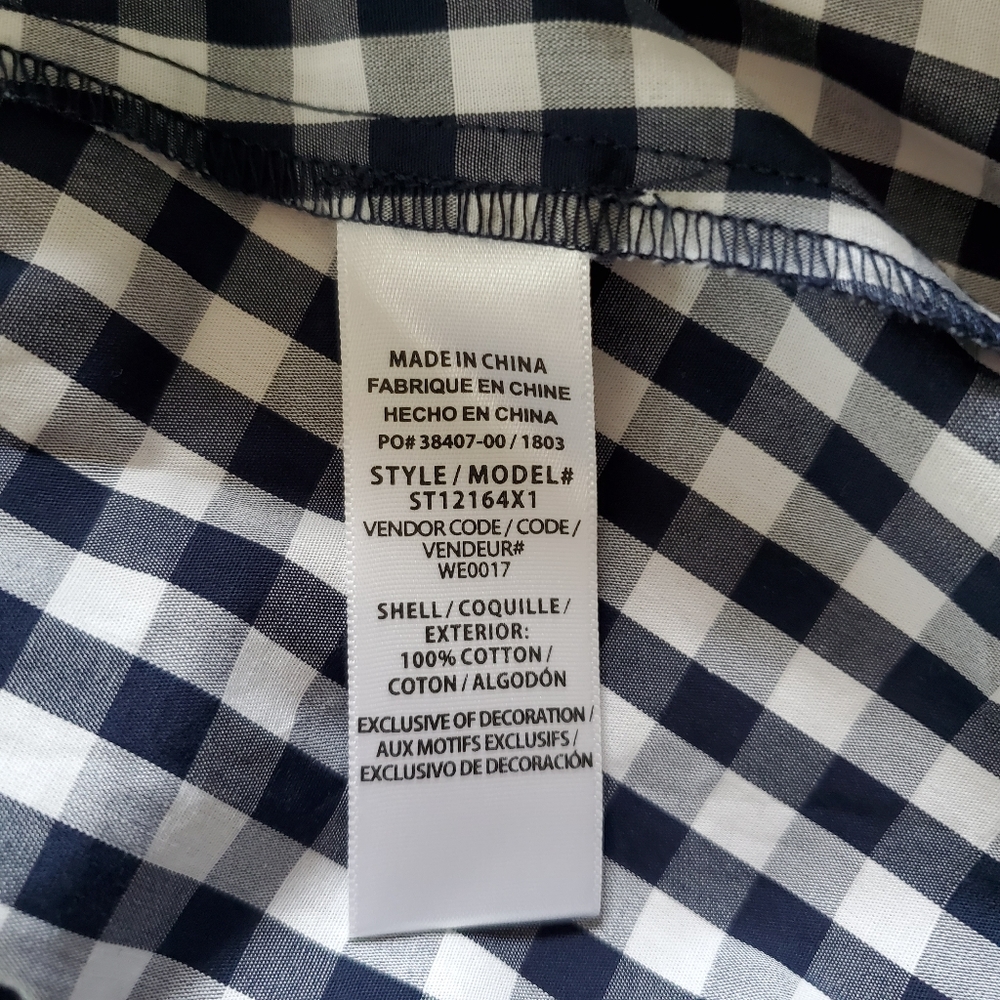 MADE IN CHINA
FABRIQUE EN CHINE
HECHO EN CHINA
PO# 38407-00 / 1803
STYLE / MODEL#
ST12164X1
VENDOR CODE / CODE /
VENDEUR#
WE0017
SHELL / COQUILLE /
EXTERIOR:
100% COTTON /
COTON / ALGODÓN
EXCLUSIVE OF DECORATION /
AUX MOTIFS EXCLUSIFS /
EXCLUSIVO DE DECORACIÓN